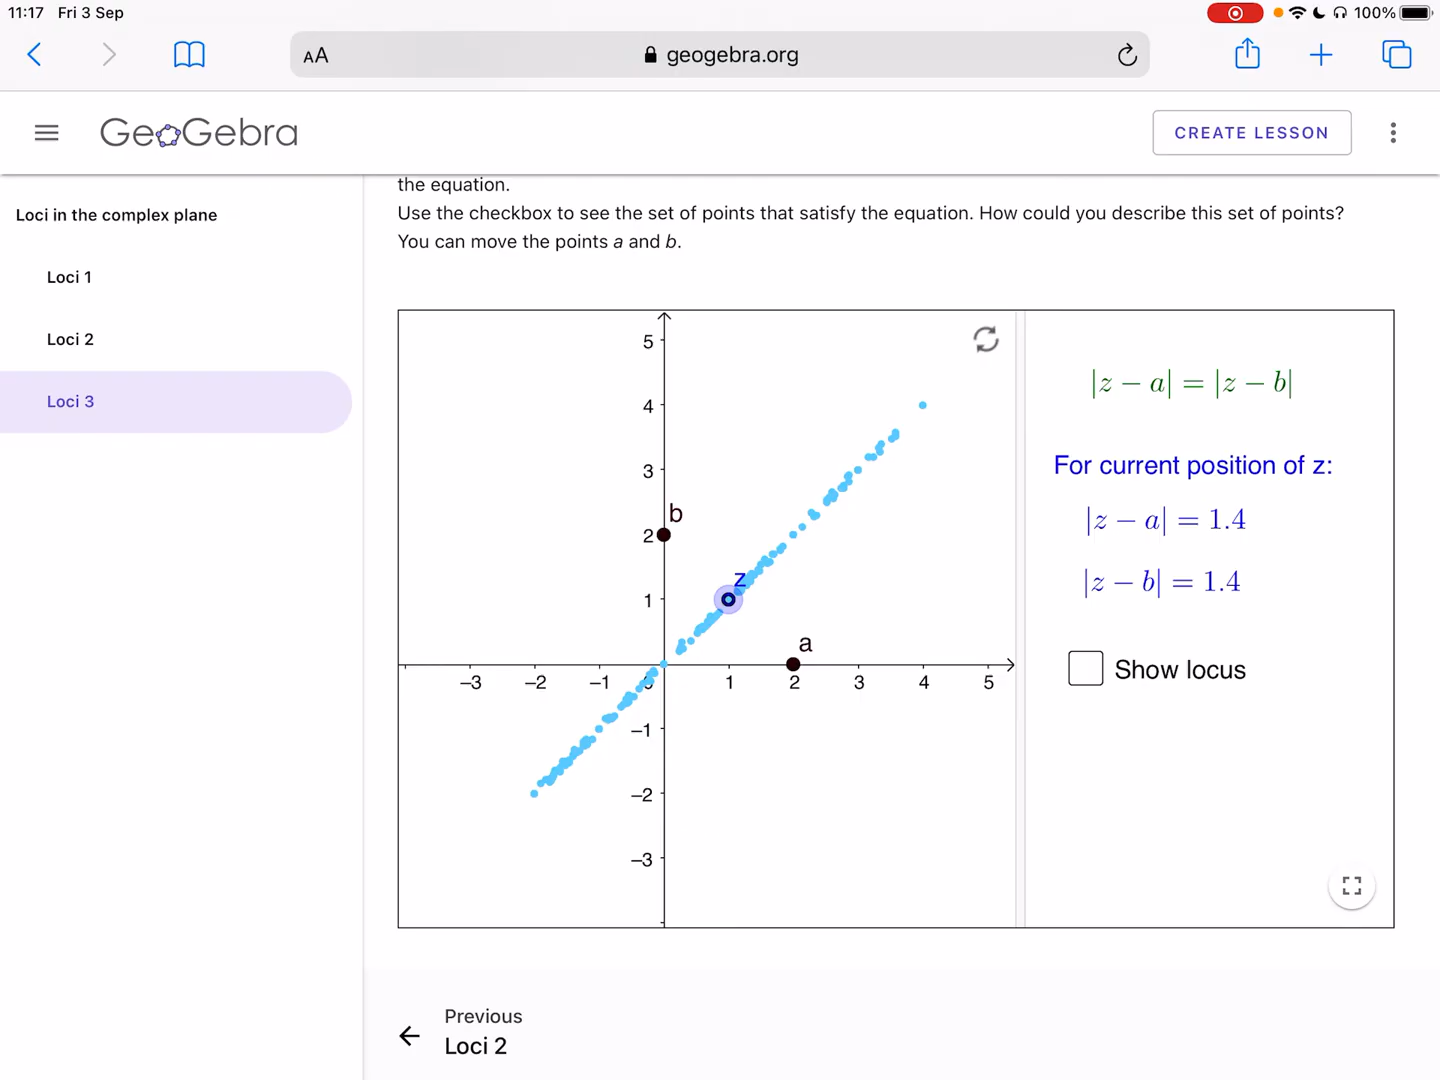 11:17 Fri 3 Sep
100%
AA
geogebra.org
GeoGebra
CREATE LESSON
the equation.
Loci in the complex plane
Use the checkbox to see the set of points that satisfy the equation. How could you describe this set of points?
You can move the points a and b.
Loci 1
Loci 2
Loci 3
5
4
3
b
2
z
1
a
−3 −2 −1 0 1 2 3 4 5
−1
−2
−3
|z − a| = |z − b|
For current position of z:
|z − a| = 1.4
|z − b| = 1.4
Show locus
Previous
Loci 2